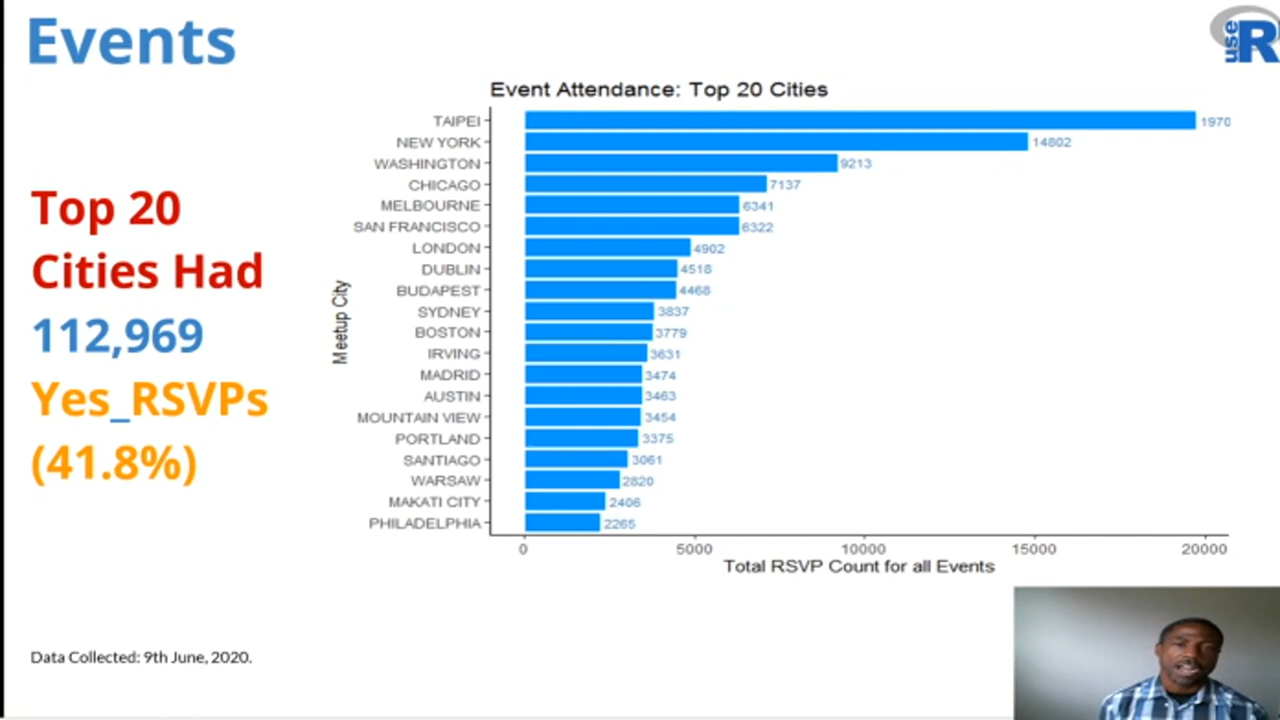 Events
use
R
Top 20
Cities Had
112,969
Yes_RSVPs
(41.8%)
Event Attendance: Top 20 Cities
Meetup City
TAIPEI 1970
NEW YORK 14802
WASHINGTON 9213
CHICAGO 7137
MELBOURNE 6341
SAN FRANCISCO 6322
LONDON 4902
DUBLIN 4518
BUDAPEST 4468
SYDNEY 3837
BOSTON 3779
IRVING 3631
MADRID 3474
AUSTIN 3463
MOUNTAIN VIEW 3454
PORTLAND 3375
SANTIAGO 3061
WARSAW 2820
MAKATI CITY 2406
PHILADELPHIA 2265
0 5000 10000 15000 20000
Total RSVP Count for all Events
Data Collected: 9th June, 2020.